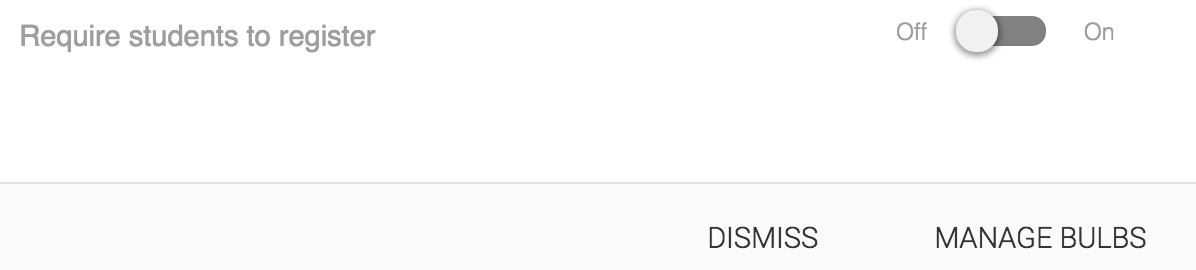 Require students to register Off On
DISMISS MANAGE BULBS